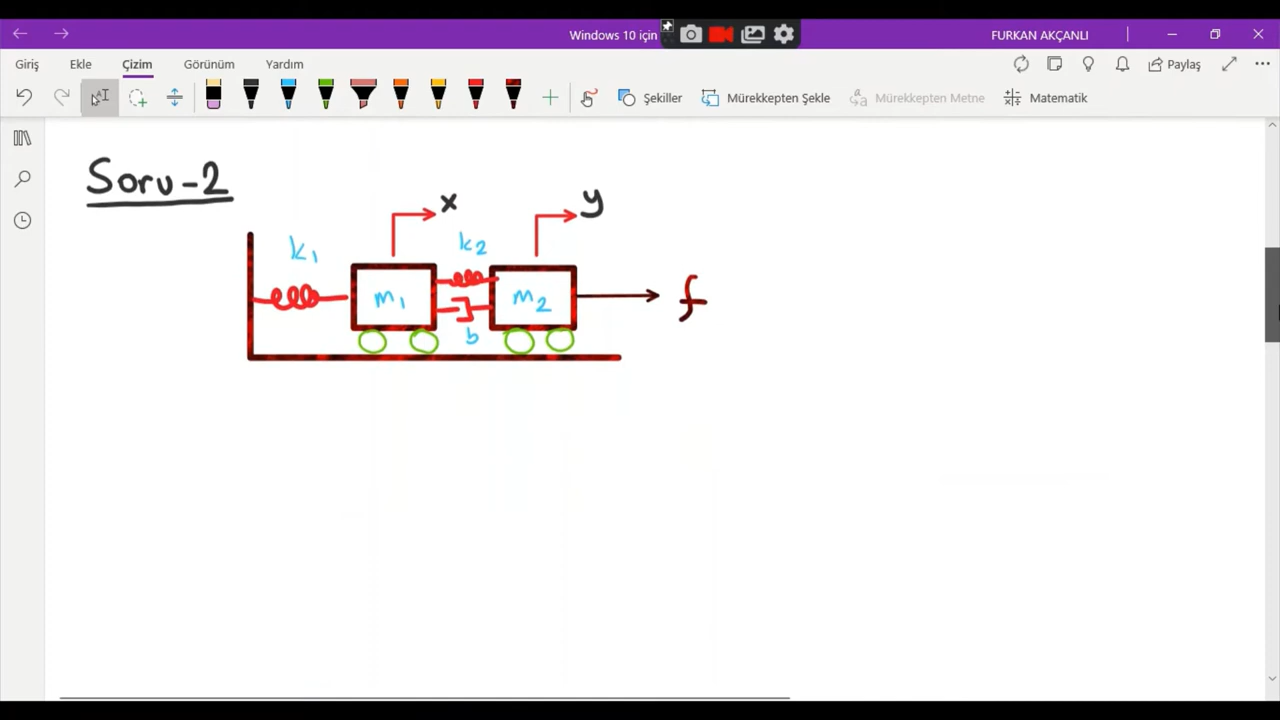 Windows 10 için
FURKAN AKÇANLI
Giriş Ekle Çizim Görünüm Yardım
Paylaş
Şekiller Mürekkepten Şekle Mürekkepten Metne Matematik
Soru-2
x y
k1 k2
m1 m2 f
b